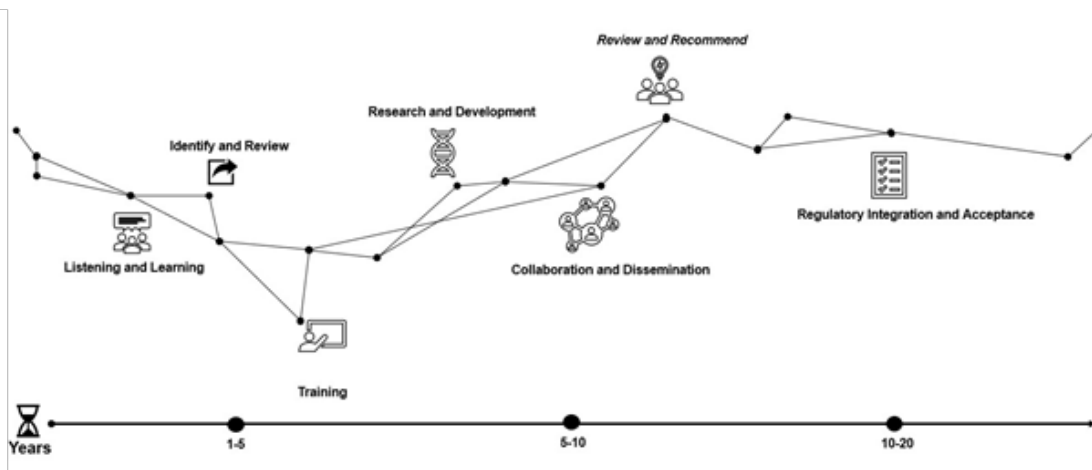 Review and Recommend
Research and Development
Identify and Review
Regulatory Integration and Acceptance
Listening and Learning
Collaboration and Dissemination
Training
Years
1-5
5-10
10-20